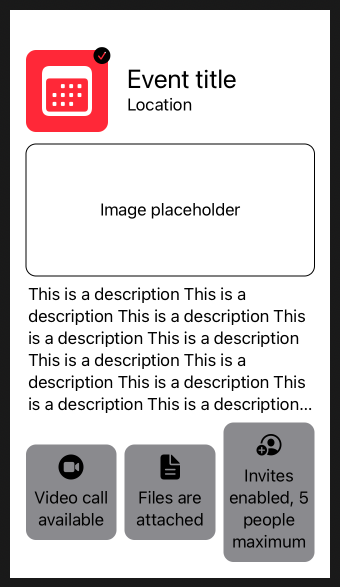 Event title
Location
Image placeholder
This is a description This is a
description This is a description This
is a description This is a description
This is a description This is a
description This is a description This
is a description This is a description...
Video call
available
Files are
attached
Invites
enabled, 5
people
maximum